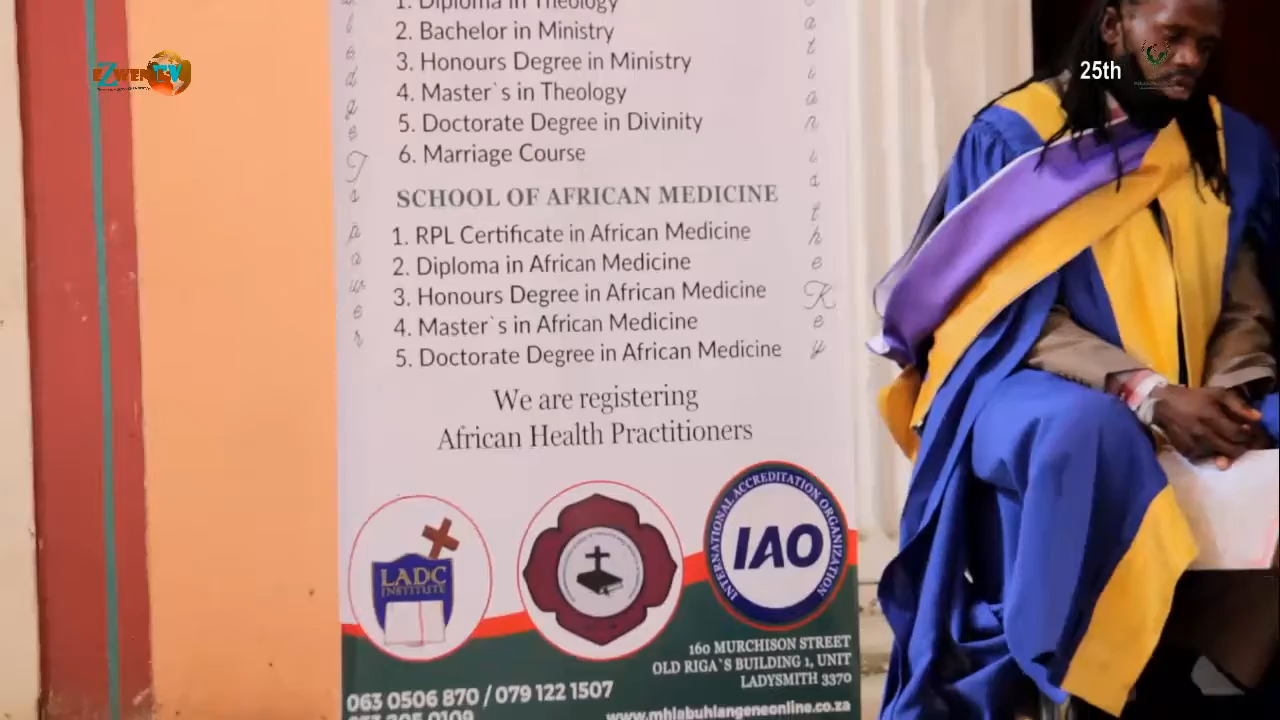 1. Diploma in Theology
2. Bachelor in Ministry
3. Honours Degree in Ministry
4. Master`s in Theology
5. Doctorate Degree in Divinity
6. Marriage Course
SCHOOL OF AFRICAN MEDICINE
1. RPL Certificate in African Medicine
2. Diploma in African Medicine
3. Honours Degree in African Medicine
4. Master`s in African Medicine
5. Doctorate Degree in African Medicine
We are registering
African Health Practitioners
LADC
INSTITUTE
INTERNATIONAL ACCREDITATION ORGANIZATION
IAO
160 MURCHISON STREET
OLD RIGA`S BUILDING 1, UNIT
LADYSMITH 3370
063 0506 870 / 079 122 1507
www.mhlabuhlangeneonline.co.za
25th